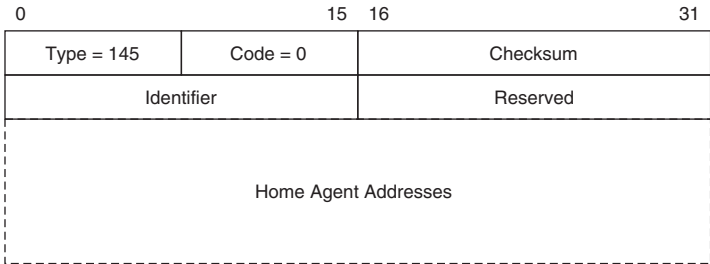 0 15 16 31
Type = 145 Code = 0 Checksum
Identifier Reserved
Home Agent Addresses